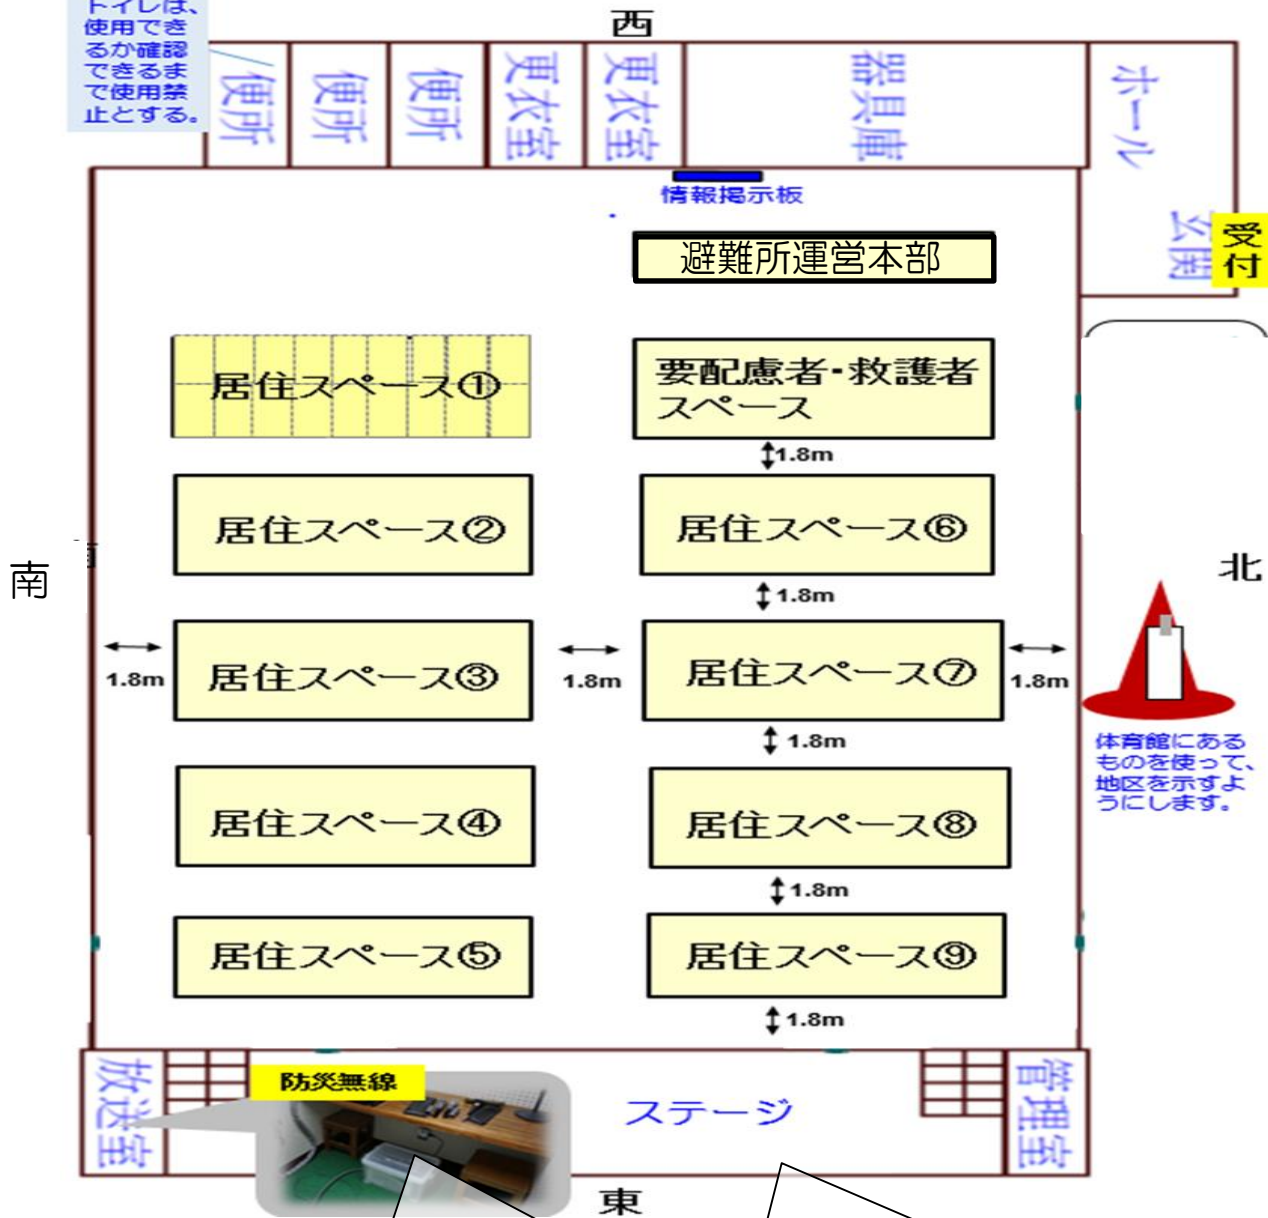 トイレは、
使用でき
るか確認
できるま
で使用禁
止とする。
西
便所
便所
便所
更衣室
更衣室
器具庫
ホール
玄関
受付
情報掲示板
避難所運営本部
居住スペース①
要配慮者・救護者
スペース
1.8m
居住スペース②
居住スペース⑥
南
北
1.8m
居住スペース③
居住スペース⑦
1.8m
1.8m
1.8m
1.8m
体育館にある
ものを使って、
地区を示すよ
うにします。
居住スペース④
居住スペース⑧
1.8m
居住スペース⑤
居住スペース⑨
1.8m
放送室
防災無線
ステージ
管理室
東